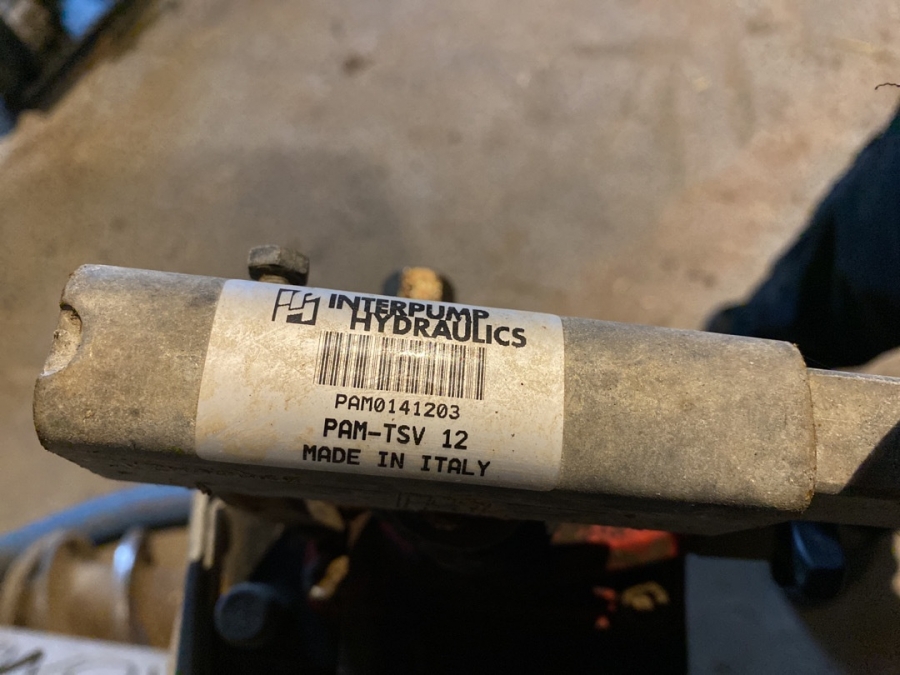 INTERPUMP
HYDRAULICS
PAM0141203
PAM-TSV 12
MADE IN ITALY